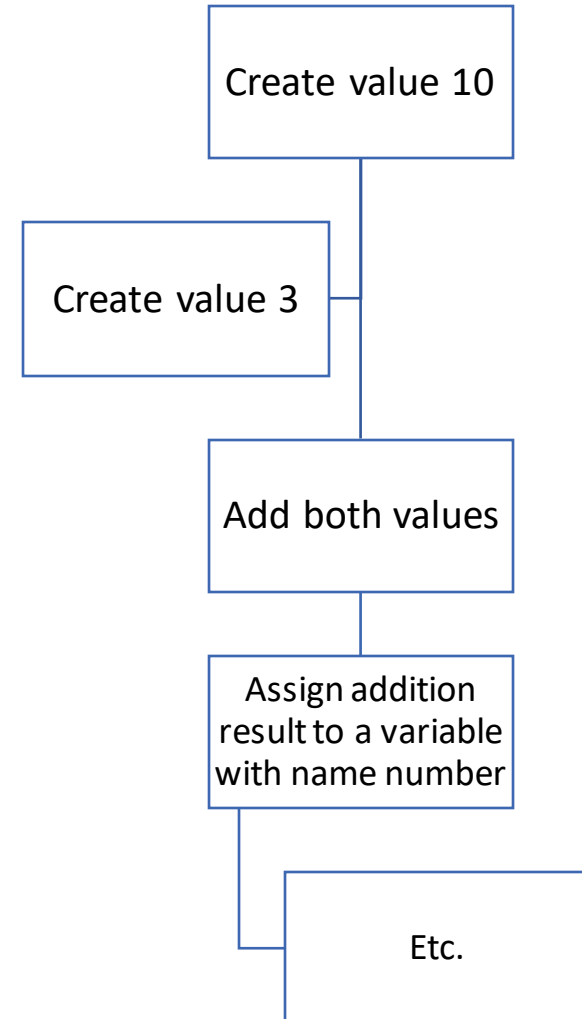 Create value 10
Create value 3
Add both values
Assign addition
result to a variable
with name number
Etc.